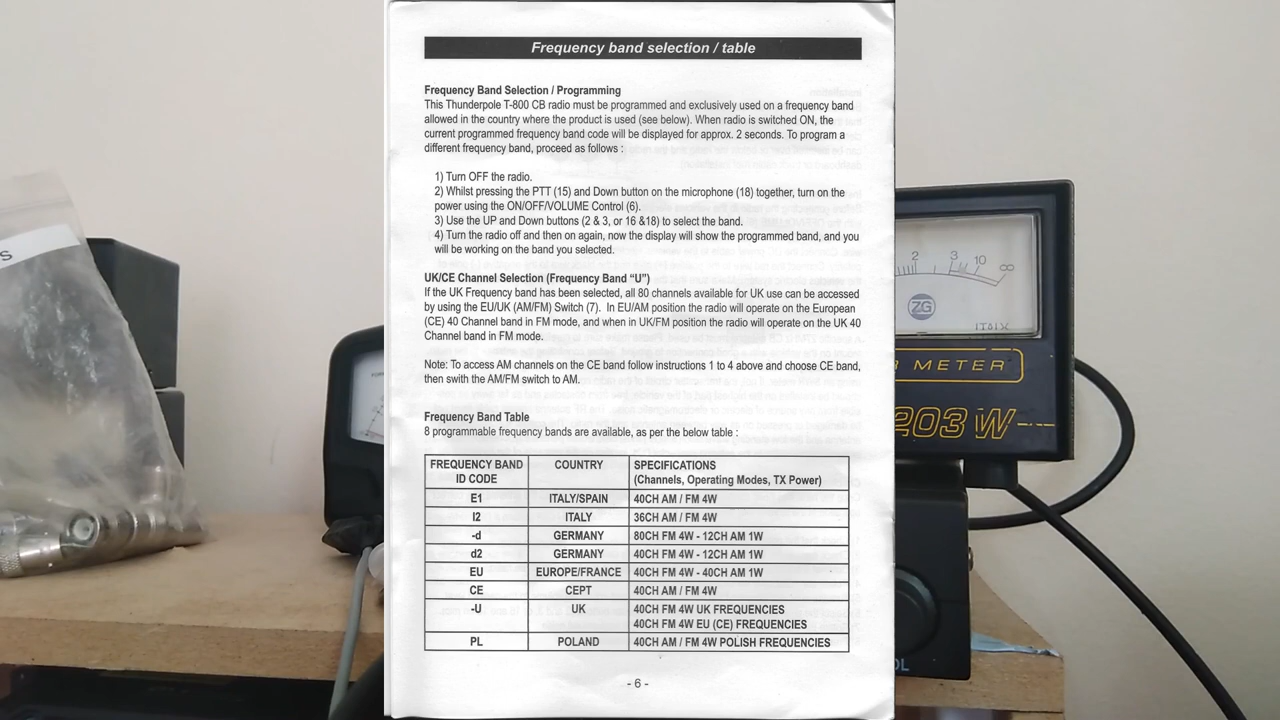 Frequency band selection / table
Frequency Band Selection / Programming
This Thunderpole T-800 CB radio must be programmed and exclusively used on a frequency band
allowed in the country where the product is used (see below). When radio is switched ON, the
current programmed frequency band code will be displayed for approx. 2 seconds. To program a
different frequency band, proceed as follows :
1) Turn OFF the radio.
2) Whilst pressing the PTT (15) and Down button on the microphone (18) together, turn on the
power using the ON/OFF/VOLUME Control (6).
3) Use the UP and Down buttons (2 & 3, or 16 &18) to select the band.
4) Turn the radio off and then on again, now the display will show the programmed band, and you
will be working on the band you selected.
UK/CE Channel Selection (Frequency Band “U”)
If the UK Frequency band has been selected, all 80 channels available for UK use can be accessed
by using the EU/UK (AM/FM) Switch (7). In EU/AM position the radio will operate on the European
(CE) 40 Channel band in FM mode, and when in UK/FM position the radio will operate on the UK 40
Channel band in FM mode.
Note: To access AM channels on the CE band follow instructions 1 to 4 above and choose CE band,
then swith the AM/FM switch to AM.
Frequency Band Table
8 programmable frequency bands are available, as per the below table :
FREQUENCY BAND COUNTRY SPECIFICATIONS
ID CODE (Channels, Operating Modes, TX Power)
E1 ITALY/SPAIN 40CH AM / FM 4W
I2 ITALY 36CH AM / FM 4W
-d GERMANY 80CH FM 4W - 12CH AM 1W
d2 GERMANY 40CH FM 4W - 12CH AM 1W
EU EUROPE/FRANCE 40CH FM 4W - 40CH AM 1W
CE CEPT 40CH AM / FM 4W
-U UK 40CH FM 4W UK FREQUENCIES
40CH FM 4W EU (CE) FREQUENCIES
PL POLAND 40CH AM / FM 4W POLISH FREQUENCIES
- 6 -
S
2 3 10 ∞
ZG
METER
203 W
OL